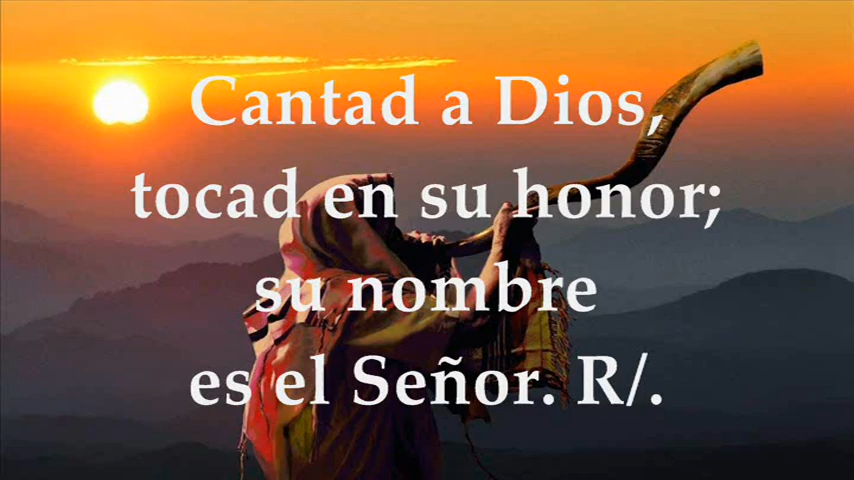 Cantad a Dios,
tocad en su honor;
su nombre
es el Señor. R/.